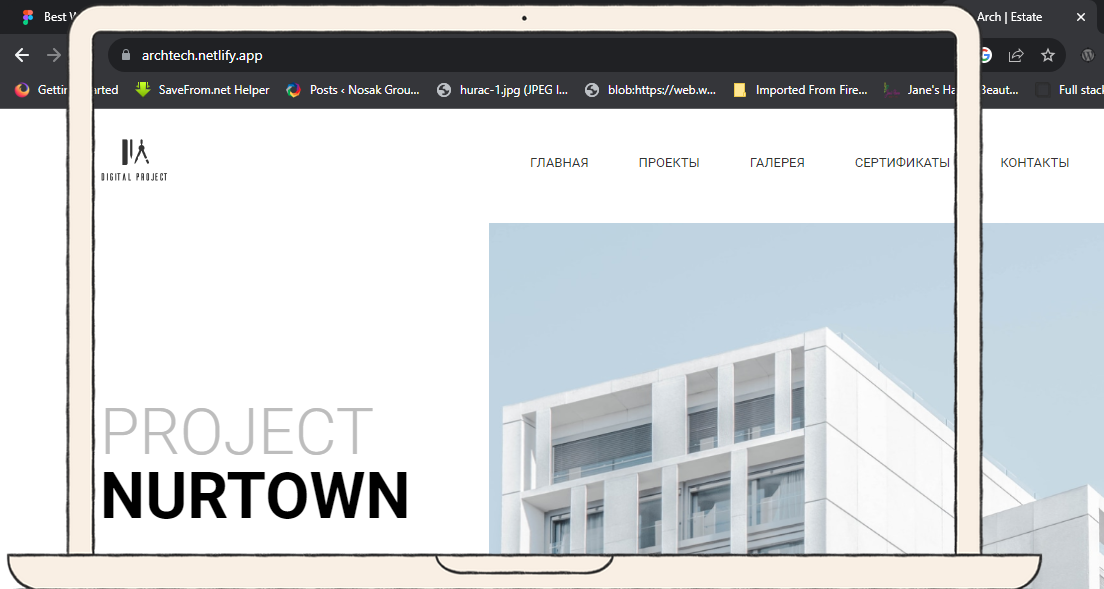 Best W
Arch | Estate
archtech.netlify.app
Gettin
arted
SaveFrom.net Helper
Posts ‹ Nosak Grou...
hurac-1.jpg (JPEG I...
blob:https://web.w...
Imported From Fire...
Jane's Ha
Beaut...
Full stack
DIGITAL PROJECT
ГЛАВНАЯ
ПРОЕКТЫ
ГАЛЕРЕЯ
СЕРТИФИКАТЫ
КОНТАКТЫ
PROJECT
NURTOWN